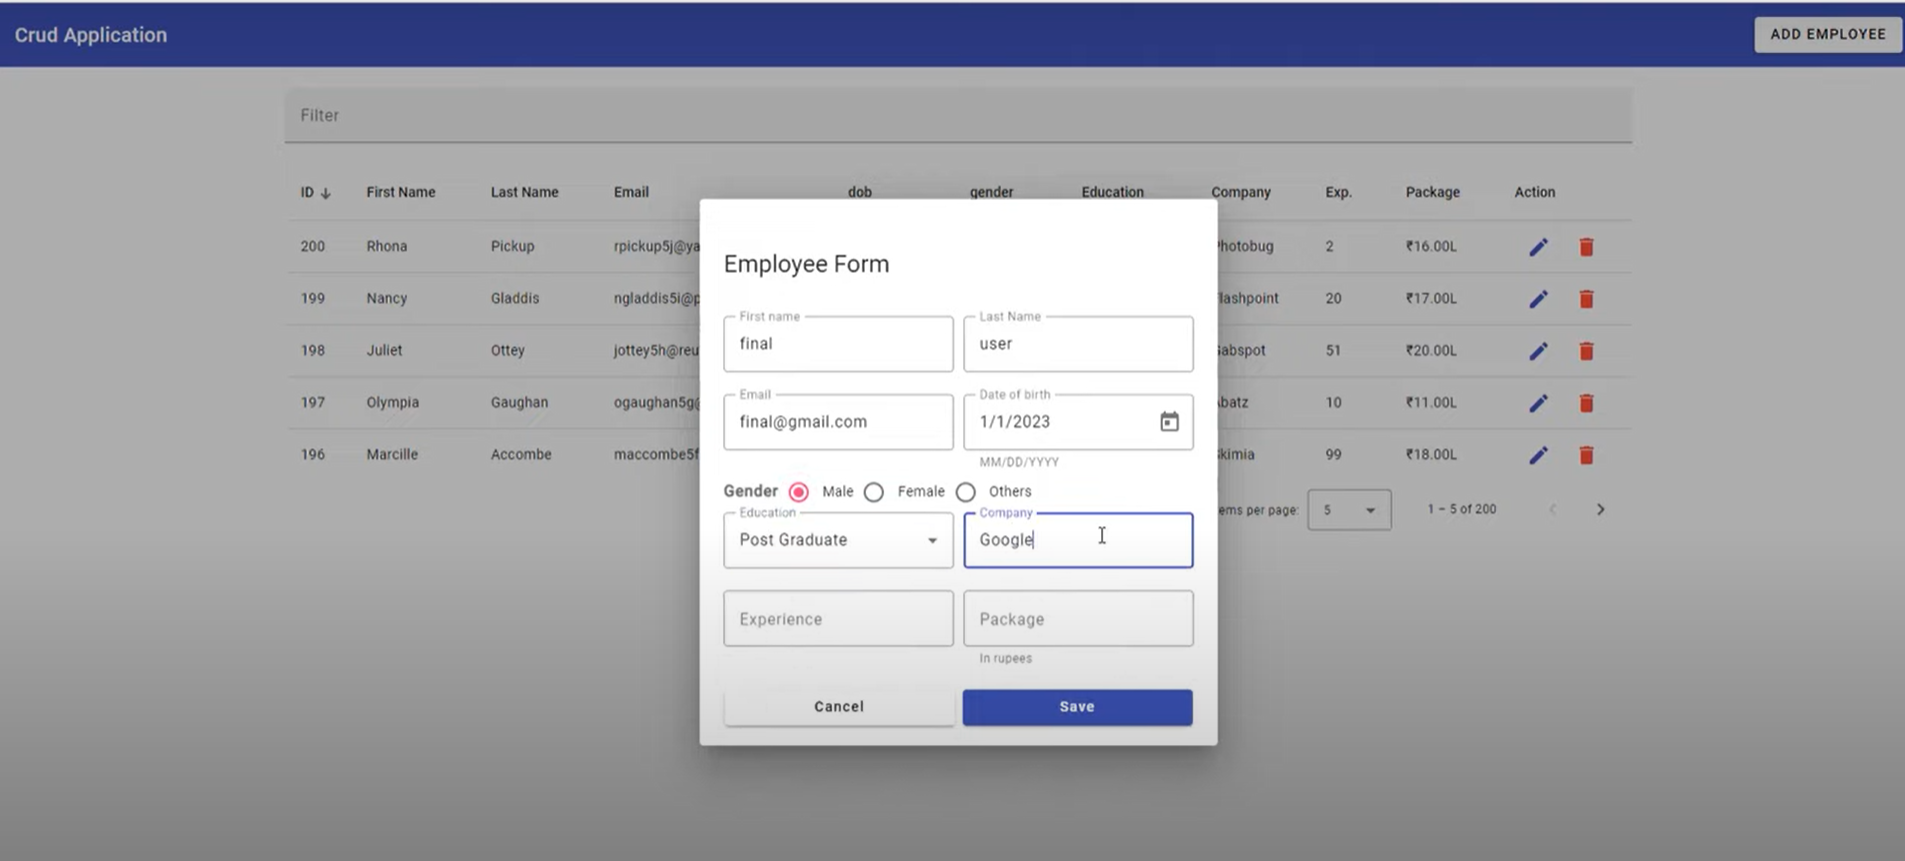 Crud Application
ADD EMPLOYEE
Filter
ID First Name Last Name Email dob gender Education Company Exp. Package Action
200 Rhona Pickup rpickup5j@ya hotobug 2 ₹16.00L
199 Nancy Gladdis ngladdis5i@p lashpoint 20 ₹17.00L
198 Juliet Ottey jottey5h@reu abspot 51 ₹20.00L
197 Olympia Gaughan ogaughan5g@ batz 10 ₹11.00L
196 Marcille Accombe maccombe5f kimia 99 ₹18.00L
ems per page: 5 1 – 5 of 200
Employee Form
First name Last Name
final user
Email Date of birth
final@gmail.com 1/1/2023
MM/DD/YYYY
Gender Male Female Others
Education Company
Post Graduate Google
Experience Package
In rupees
Cancel Save